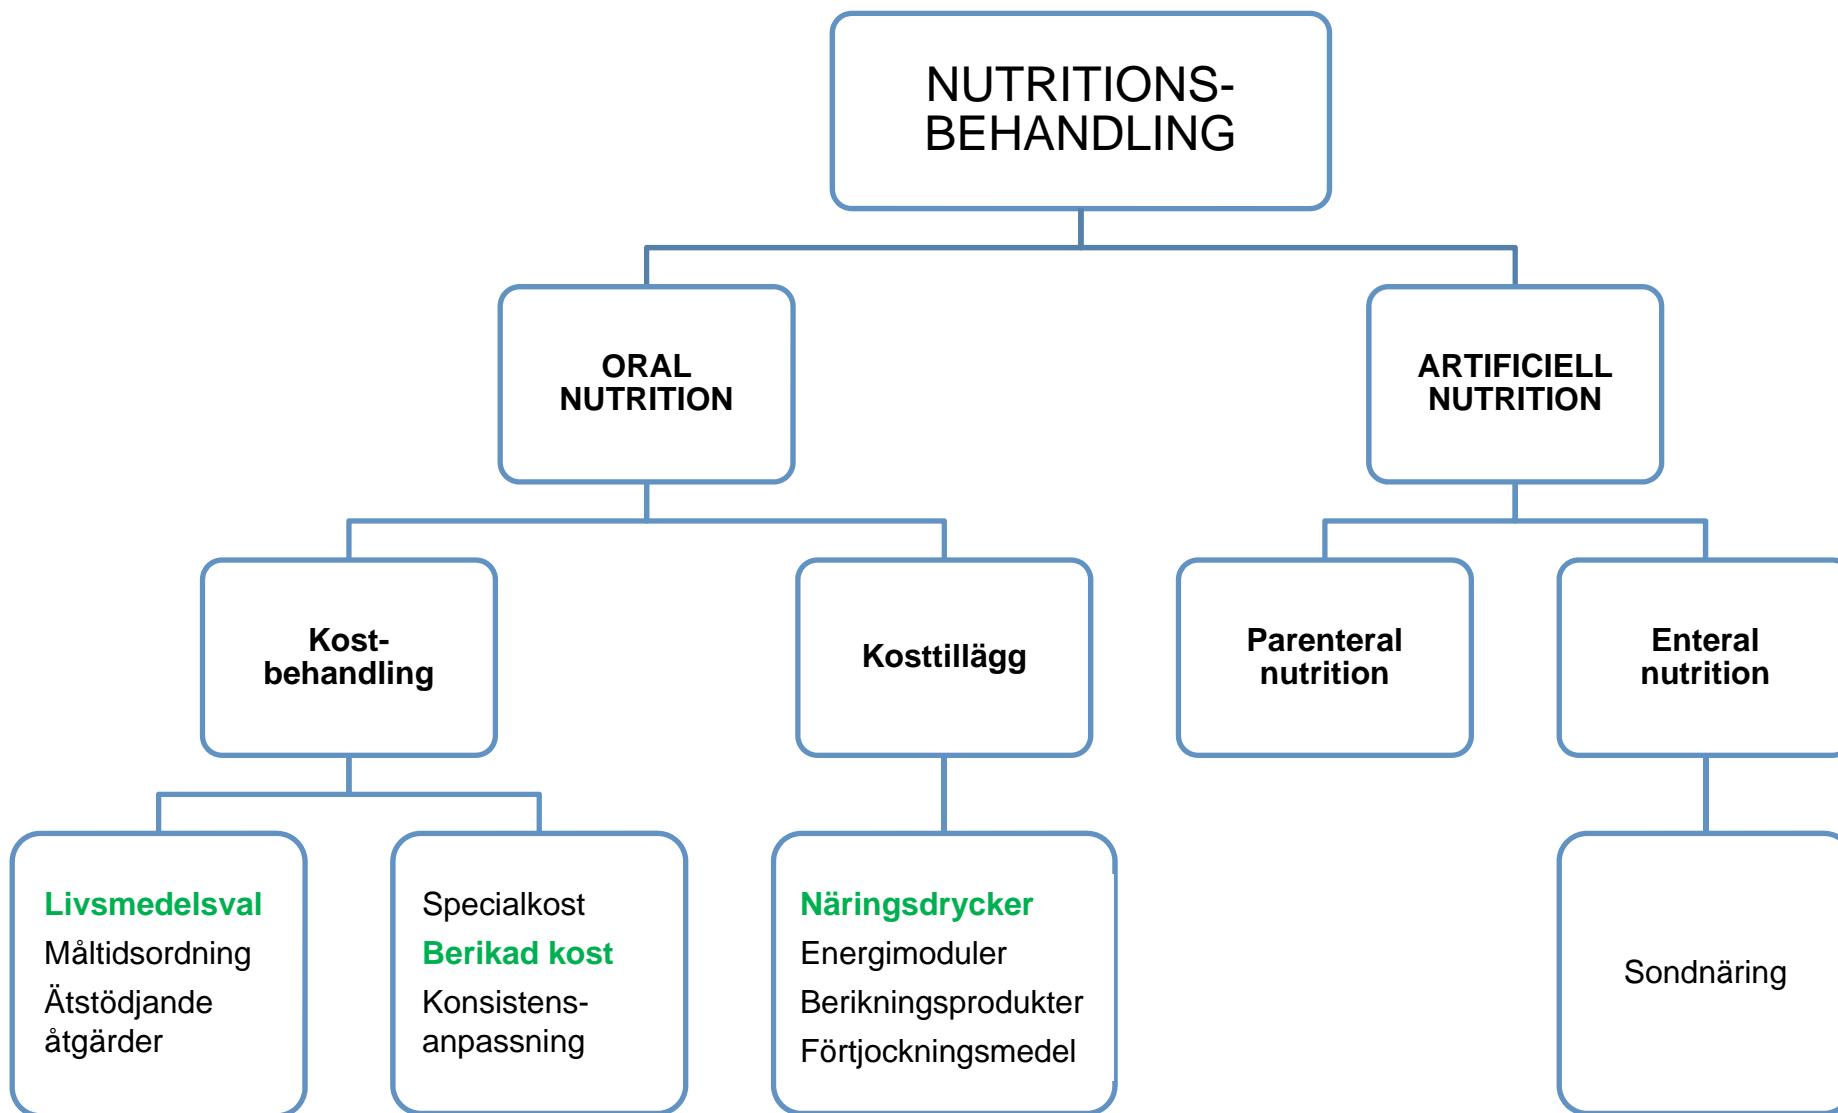 NUTRITIONS-
BEHANDLING
ORAL
NUTRITION
ARTIFICIELL
NUTRITION
Kost-
behandling
Kosttillägg
Parenteral
nutrition
Enteral
nutrition
Livsmedelsval
Måltidsordning
Ätstödjande
åtgärder
Specialkost
Berikad kost
Konsistens-
anpassning
Näringsdrycker
Energimoduler
Berikningsprodukter
Förtjockningsmedel
Sondnäring